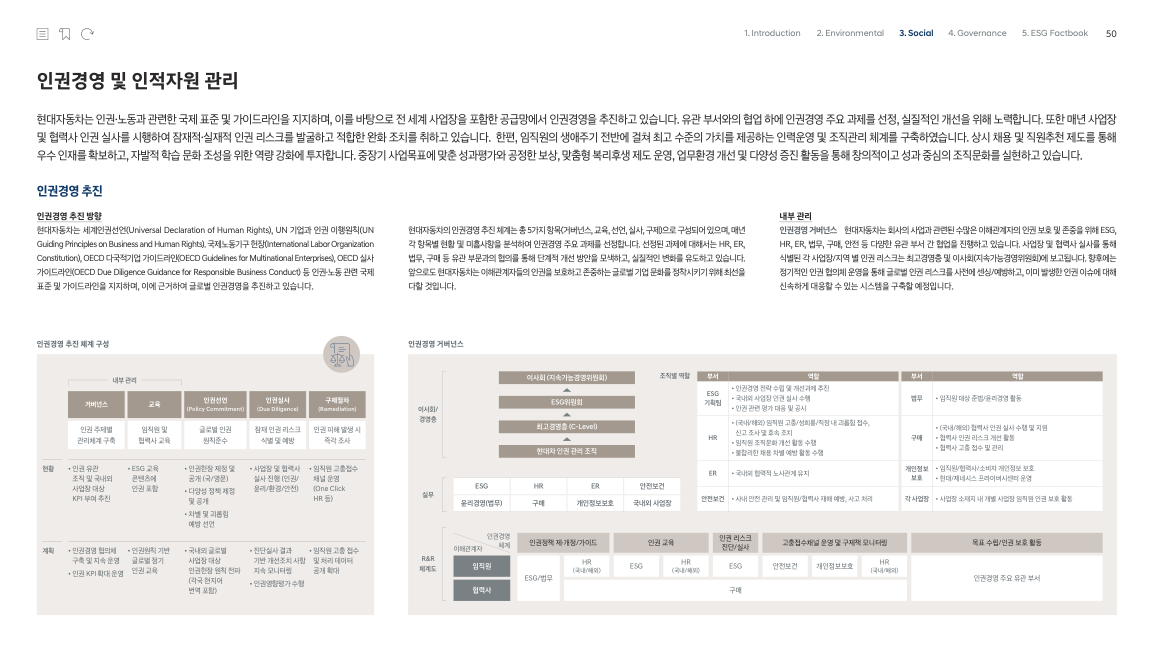 1. Introduction 2. Environmental 3. Social 4. Governance 5. ESG Factbook 50
인권경영 및 인적자원 관리
현대자동차는 인권·노동과 관련한 국제 표준 및 가이드라인을 지지하며, 이를 바탕으로 전 세계 사업장을 포함한 공급망에서 인권경영을 추진하고 있습니다. 유관 부서와의 협업 하에 인권경영 주요 과제를 선정, 실질적인 개선을 위해 노력합니다. 또한 매년 사업장
및 협력사 인권 실사를 시행하여 잠재적·실재적 인권 리스크를 발굴하고 적합한 완화 조치를 취하고 있습니다. 한편, 임직원의 생애주기 전반에 걸쳐 최고 수준의 가치를 제공하는 인력운영 및 조직관리 체계를 구축하였습니다. 상시 채용 및 직원추천 제도를 통해
우수 인재를 확보하고, 자발적 학습 문화 조성을 위한 역량 강화에 투자합니다. 중장기 사업목표에 맞춘 성과평가와 공정한 보상, 맞춤형 복리후생 제도 운영, 업무환경 개선 및 다양성 증진 활동을 통해 창의적이고 성과 중심의 조직문화를 실현하고 있습니다.
인권경영 추진
인권경영 추진 방향
현대자동차는 세계인권선언(Universal Declaration of Human Rights), UN 기업과 인권 이행원칙(UN
Guiding Principles on Business and Human Rights), 국제노동기구 헌장(International Labor Organization
Constitution), OECD 다국적기업 가이드라인(OECD Guidelines for Multinational Enterprises), OECD 실사
가이드라인(OECD Due Diligence Guidance for Responsible Business Conduct) 등 인권·노동 관련 국제
표준 및 가이드라인을 지지하며, 이에 근거하여 글로벌 인권경영을 추진하고 있습니다.
현대자동차의 인권경영 추진 체계는 총 5가지 항목(거버넌스, 교육, 선언, 실사, 구제)으로 구성되어 있으며, 매년
각 항목별 현황 및 미흡사항을 분석하여 인권경영 주요 과제를 선정합니다. 선정된 과제에 대해서는 HR, ER,
법무, 구매 등 유관 부문과의 협의를 통해 단계적 개선 방안을 모색하고, 실질적인 변화를 유도하고 있습니다.
앞으로도 현대자동차는 이해관계자들의 인권을 보호하고 존중하는 글로벌 기업 문화를 정착시키기 위해 최선을
다할 것입니다.
내부 관리
인권경영 거버넌스 현대자동차는 회사의 사업과 관련된 수많은 이해관계자의 인권 보호 및 존중을 위해 ESG,
HR, ER, 법무, 구매, 안전 등 다양한 유관 부서 간 협업을 진행하고 있습니다. 사업장 및 협력사 실사를 통해
식별된 각 사업장/지역 별 인권 리스크는 최고경영층 및 이사회(지속가능경영위원회)에 보고됩니다. 향후에는
정기적인 인권 협의체 운영을 통해 글로벌 인권 리스크를 사전에 센싱/예방하고, 이미 발생한 인권 이슈에 대해
신속하게 대응할 수 있는 시스템을 구축할 예정입니다.
인권경영 추진 체계 구성
내부 관리
거버넌스 교육 인권선언 인권실사 구제절차
(Policy Commitment) (Due Diligence) (Remediation)
인권 주제별 임직원 및 글로벌 인권 잠재 인권 리스크 인권 이해 발생 시
관리체계 구축 협력사 교육 원칙준수 식별 및 예방 즉각 조사
현황
• 인권 유관
조직 및 국내외
사업장 대상
KPI 부여 추진
• ESG 교육
콘텐츠에
인권 포함
• 인권헌장 제정 및
공개 (국/영문)
• 다양성 정책 제정
및 공개
• 차별 및 괴롭힘
예방 선언
• 사업장 및 협력사
실사 진행 (인권/
윤리/환경/안전)
• 임직원 고충접수
채널 운영
(One Click
HR 등)
계획
• 인권경영 협의체
구축 및 지속 운영
• 인권 KPI 확대 운영
• 인권원칙 기반
글로벌 정기
인권 교육
• 국내외 글로벌
사업장 대상
인권헌장 원칙 전파
(각국 현지어
번역 포함)
• 진단실사 결과
기반 개선조치 사항
지속 모니터링
• 인권영향평가 수행
• 임직원 고충 접수
및 처리 데이터
공개 확대
인권경영 거버넌스
이사회/
경영층
이사회 (지속가능경영위원회)
ESG위원회
최고경영층 (C-Level)
현대차 인권 관리 조직
실무
ESG HR ER 안전보건
윤리경영(법무) 구매 개인정보보호 국내외 사업장
조직별 역할
부서 역할
ESG
기획팀
• 인권경영 전략 수립 및 개선과제 추진
• 국내외 사업장 인권 실사 수행
• 인권 관련 평가 대응 및 공시
HR
• (국내/해외) 임직원 고충/성희롱/직장 내 괴롭힘 접수,
신고 조사 및 후속 조치
• 임직원 조직문화 개선 활동 수행
• 불합리한 채용 차별 예방 활동 수행
ER
• 국내외 협력적 노사관계 유지
안전보건
• 사내 안전 관리 및 임직원/협력사 재해 예방, 사고 처리
부서 역할
법무
• 임직원 대상 준법/윤리경영 활동
구매
• (국내/해외) 협력사 인권 실사 수행 및 지원
• 협력사 인권 리스크 개선 활동
• 협력사 고충 접수 및 관리
개인정보
보호
• 임직원/협력사/소비자 개인정보 보호
• 현대/제네시스 프라이버시센터 운영
각 사업장
• 사업장 소재지 내 개별 사업장 임직원 인권 보호 활동
R&R
체계도
인권경영
체계
이해관계자
인권정책 제·개정/가이드 인권 교육 인권 리스크
진단/실사
고충접수채널 운영 및 구제책 모니터링 목표 수립/인권 보호 활동
임직원
ESG/법무
HR
(국내/해외)
ESG
HR
(국내/해외)
ESG 안전보건 개인정보보호
HR
(국내/해외)
인권경영 주요 유관 부서
협력사
구매